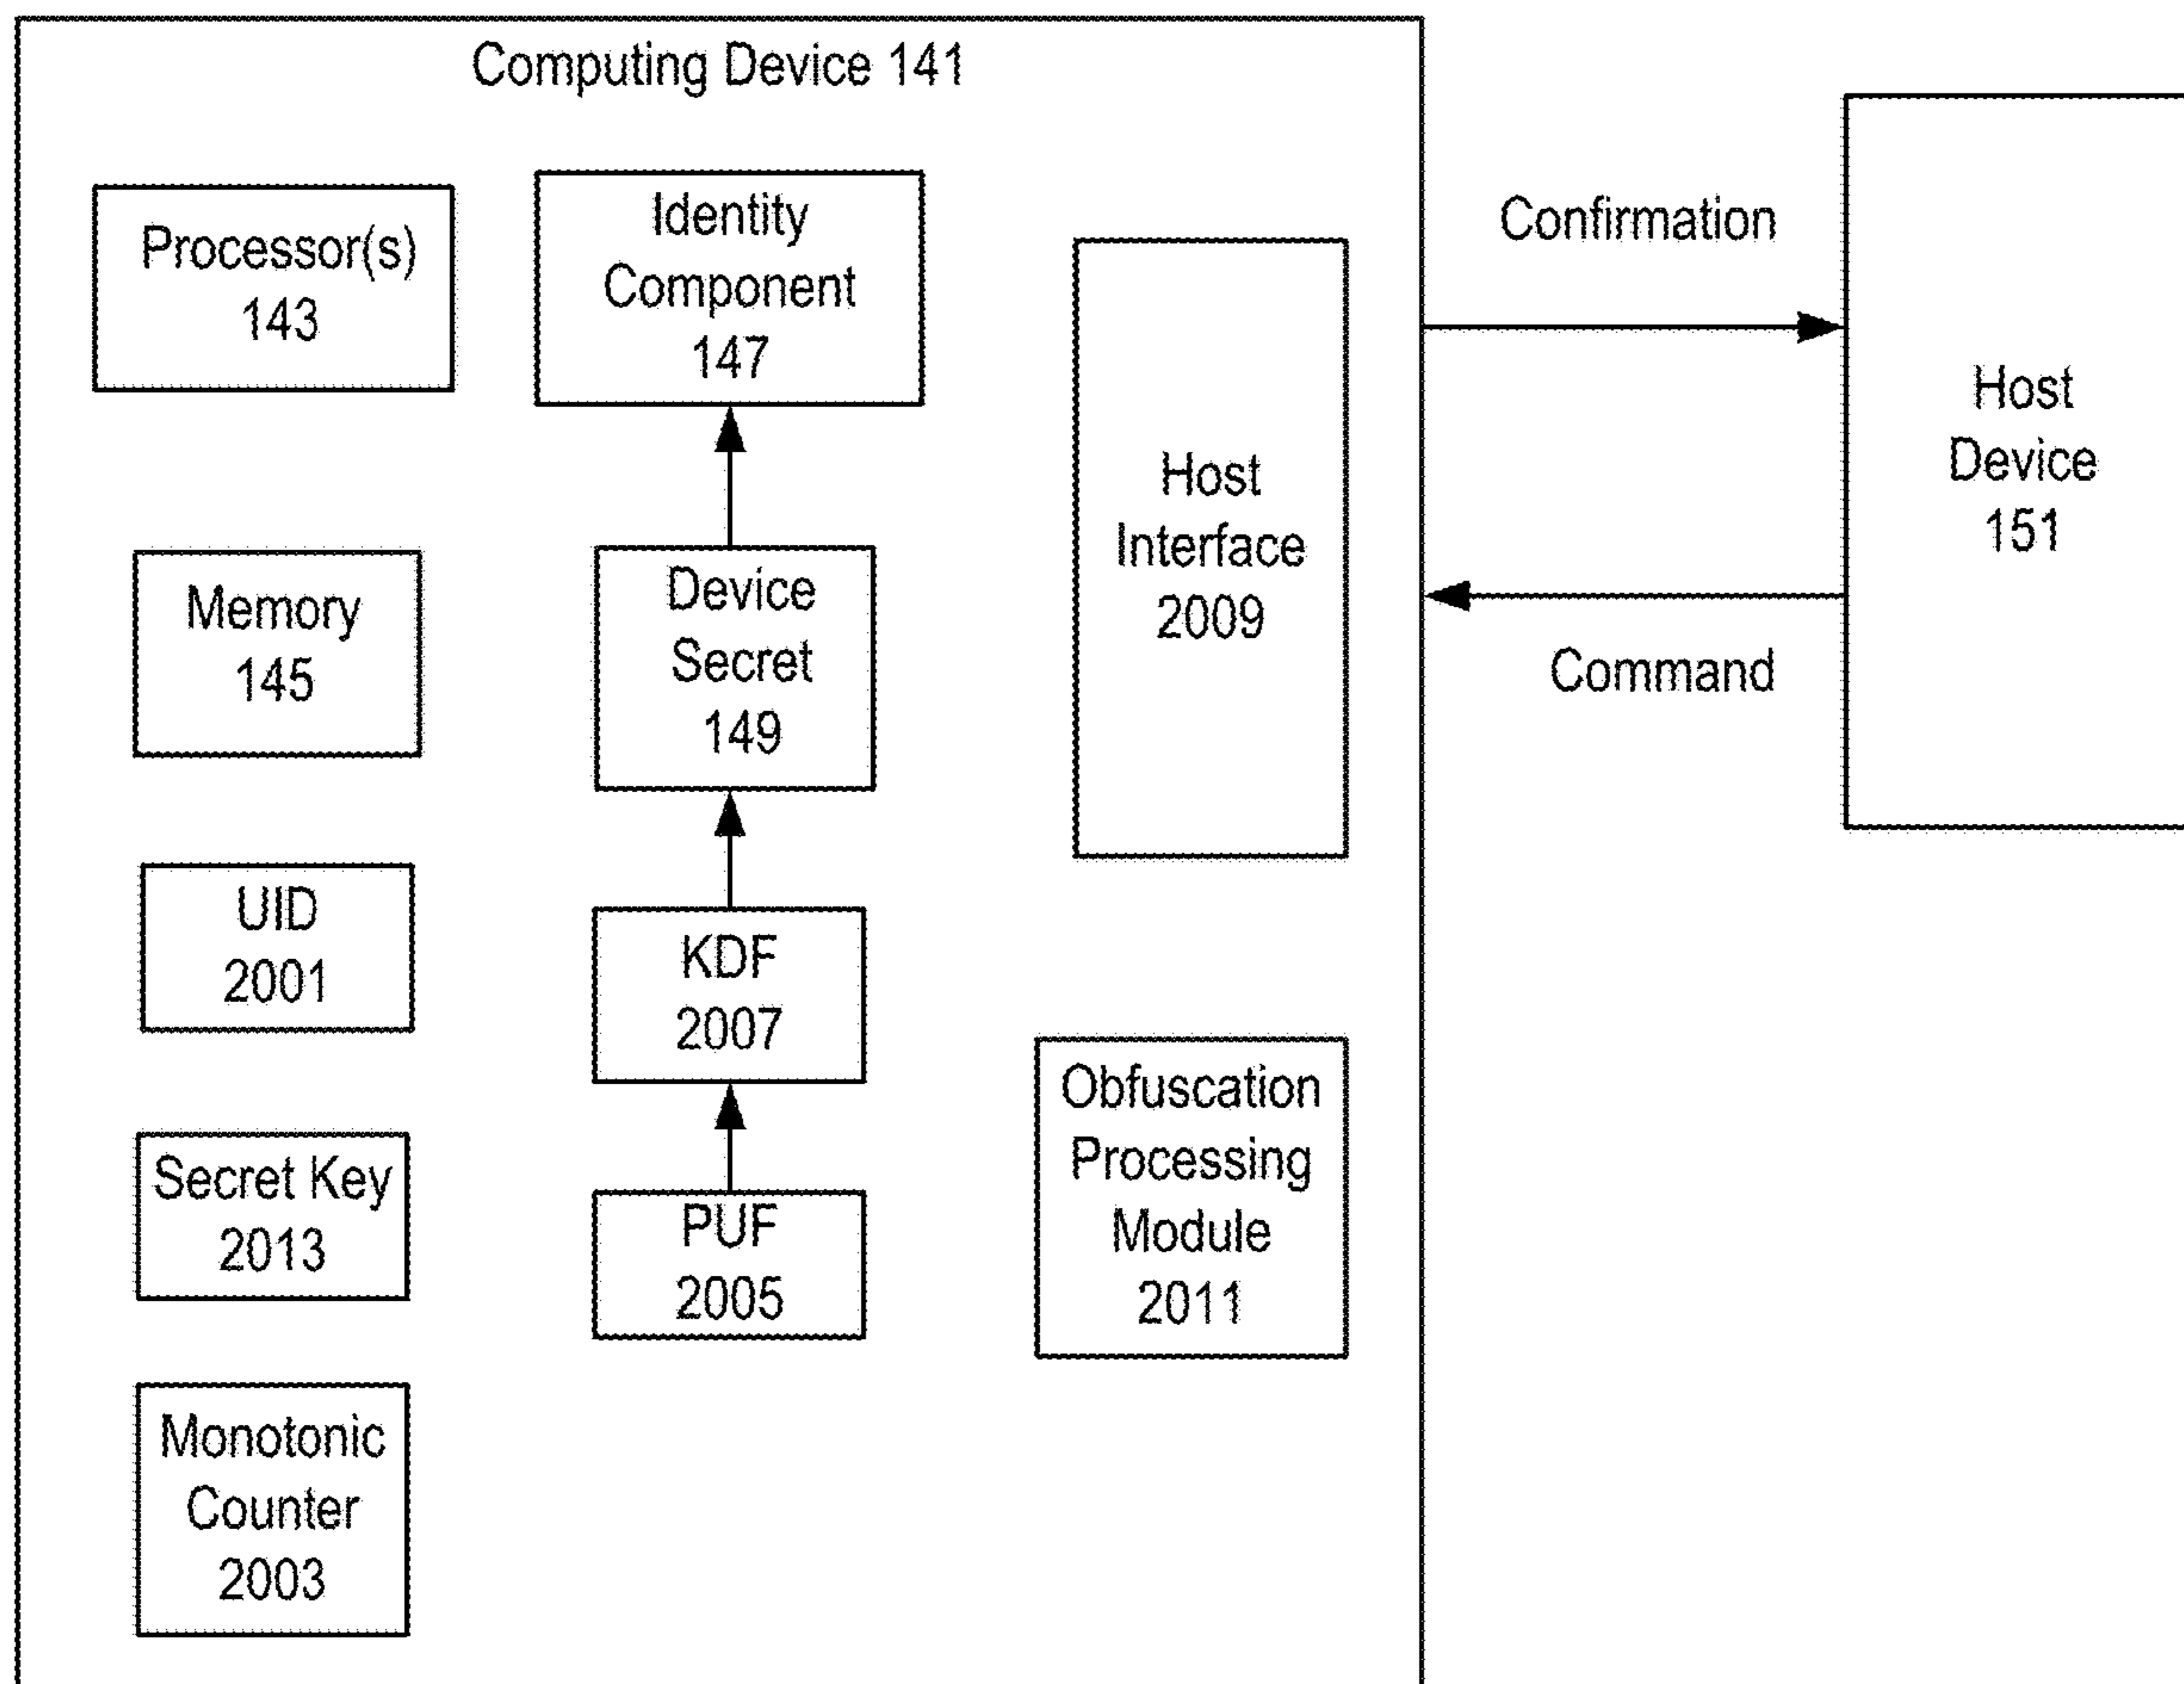 Computing Device 141
Processor(s)
143
Identity
Component
147
Memory
145
Device
Secret
149
UID
2001
KDF
2007
Secret Key
2013
PUF
2005
Monotonic
Counter
2003
Host
Interface
2009
Obfuscation
Processing
Module
2011
Confirmation
Command
Host
Device
151